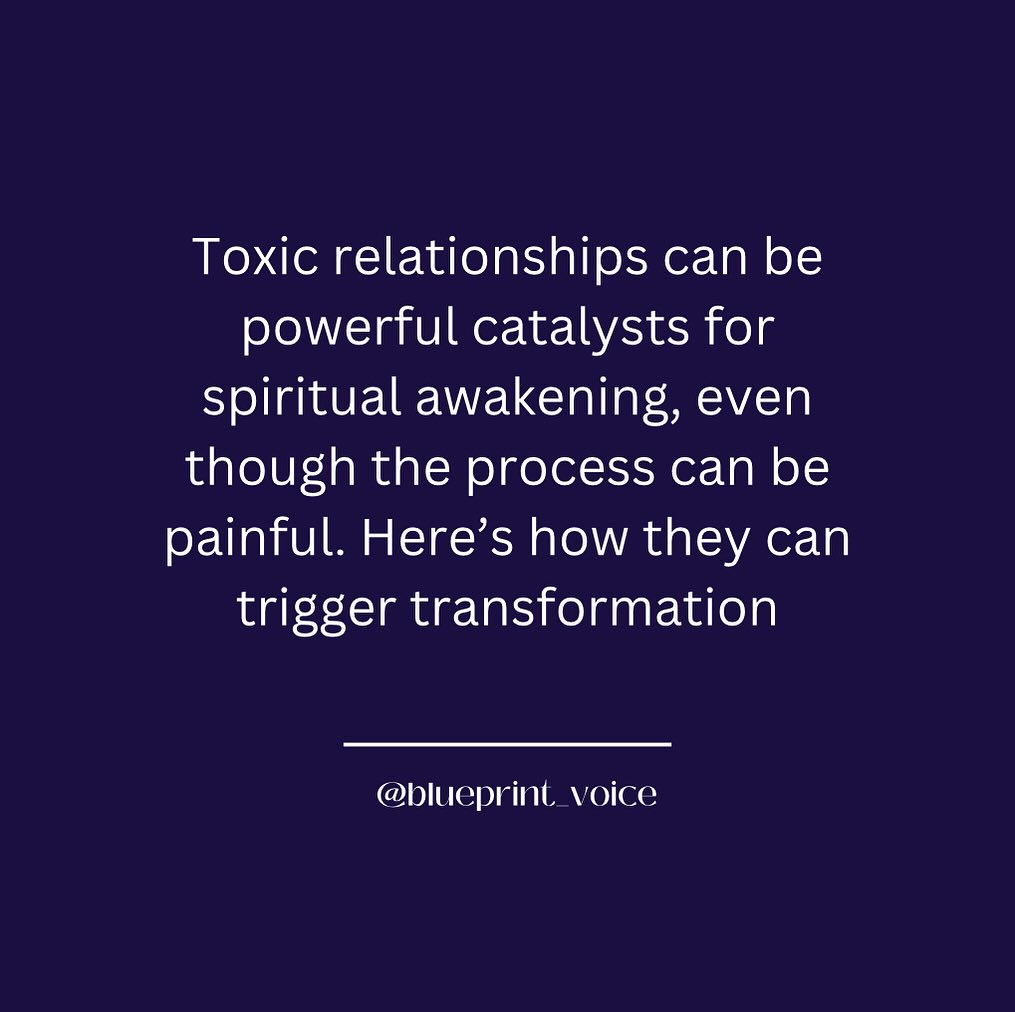 Toxic relationships can be
powerful catalysts for
spiritual awakening, even
though the process can be
painful. Here’s how they can
trigger transformation
@blueprint_voice